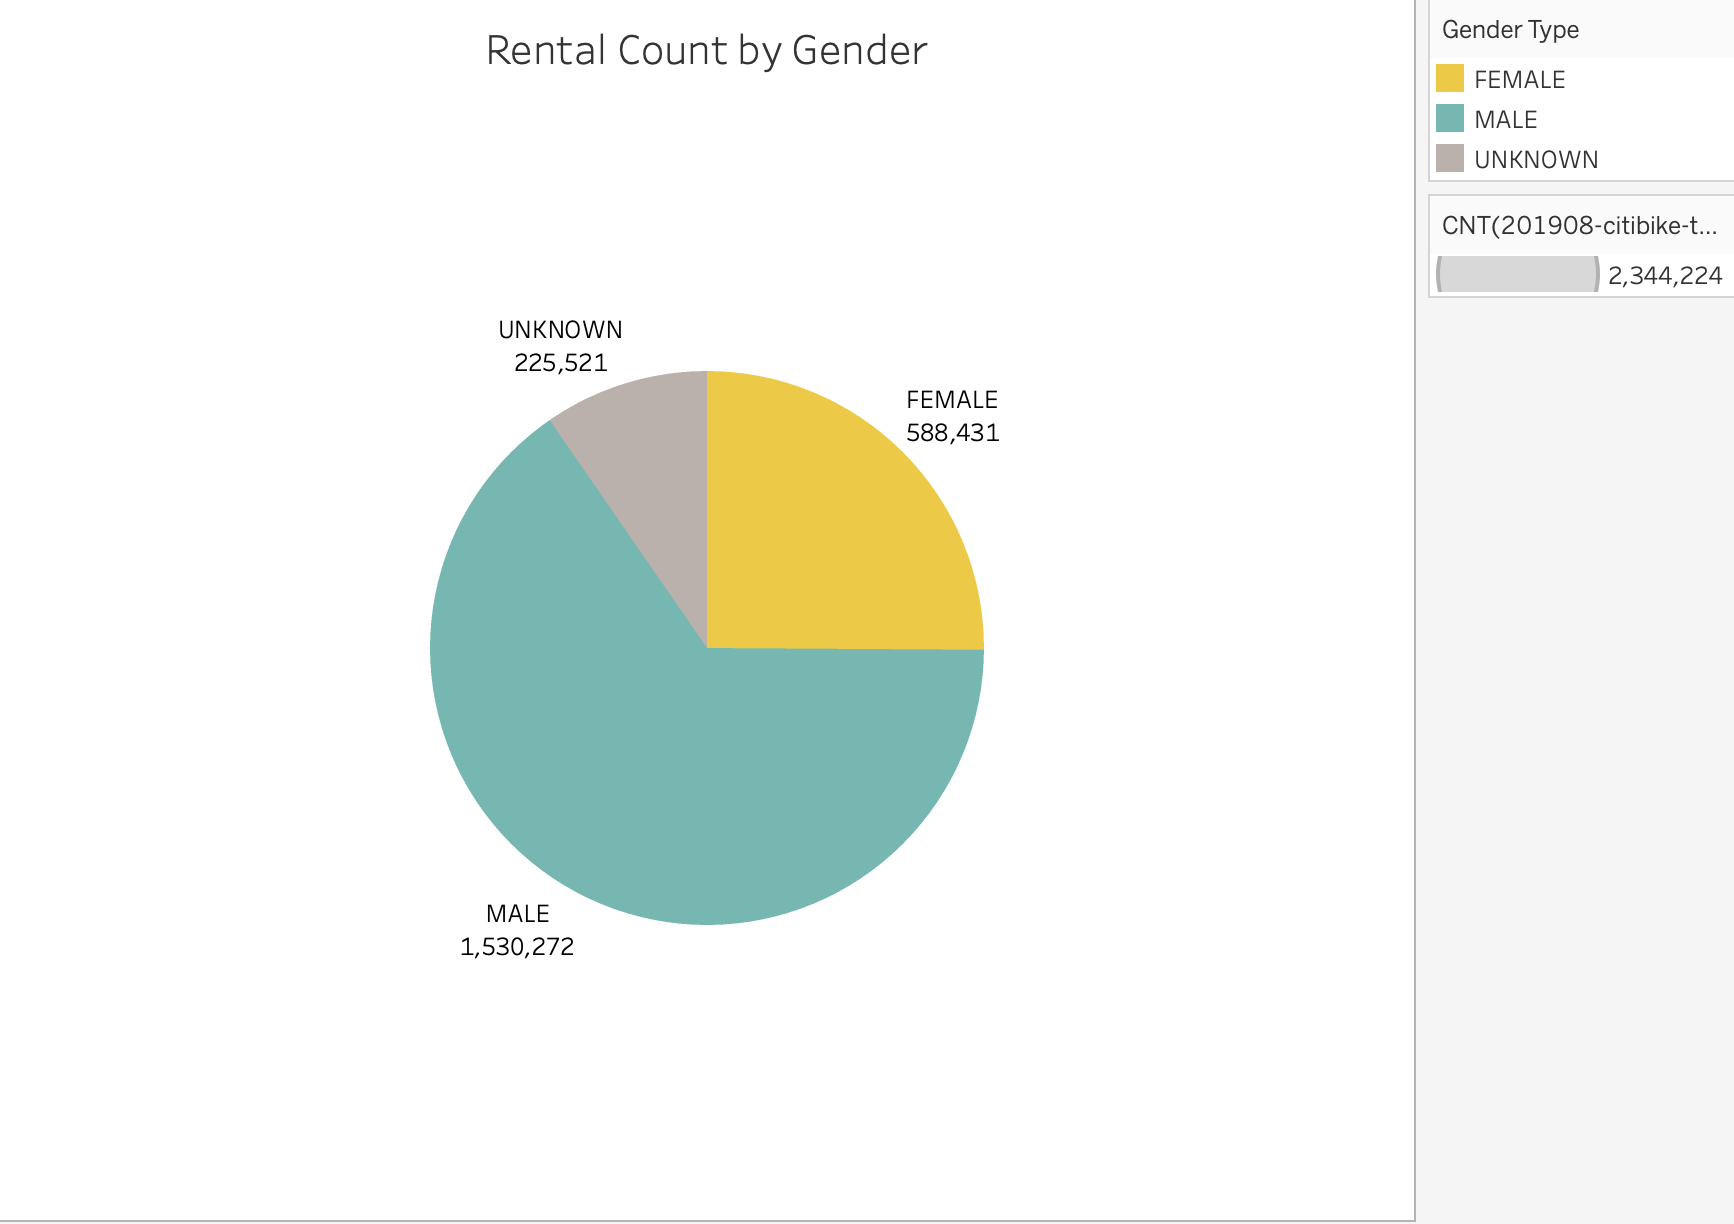 Rental Count by Gender
UNKNOWN
225,521
FEMALE
588,431
MALE
1,530,272
Gender Type
FEMALE
MALE
UNKNOWN
CNT(201908-citibike-t...
2,344,224